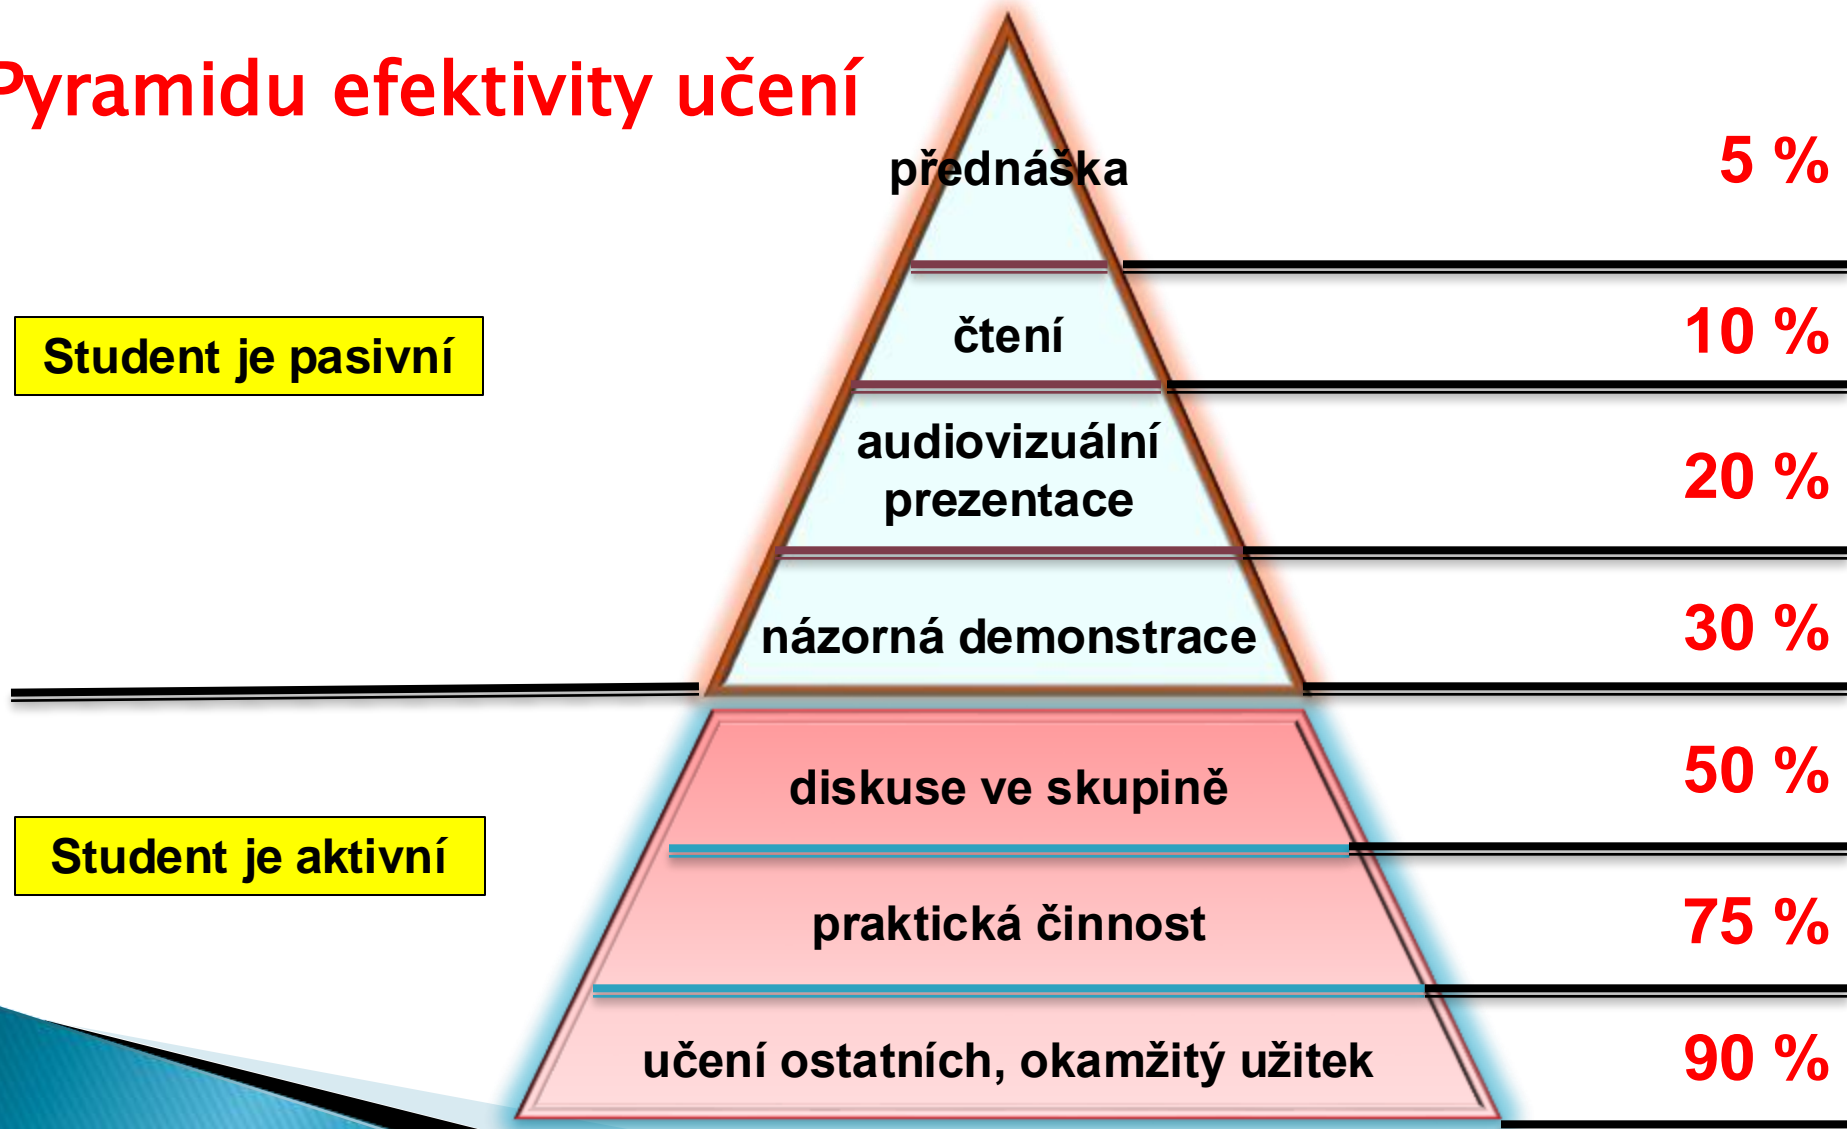 Pyramidu efektivity učení
přednáška
5 %
čtení
10 %
Student je pasivní
audiovizuální
prezentace
20 %
názorná demonstrace
30 %
diskuse ve skupině
50 %
Student je aktivní
praktická činnost
75 %
učení ostatních, okamžitý užitek
90 %